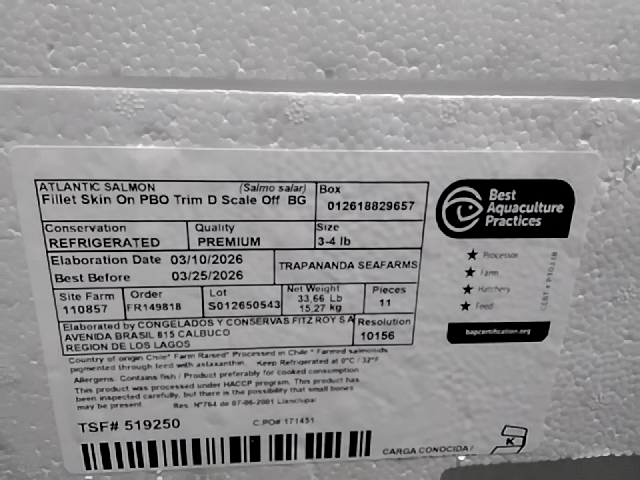 ATLANTIC SALMON (Salmo salar)
Fillet Skin On PBO Trim D Scale Off BG
Box
012618829657
Conservation
REFRIGERATED
Quality
PREMIUM
Size
3-4 lb
Elaboration Date 03/10/2026
Best Before 03/25/2026
TRAPANANDA SEAFARMS
Site Farm
110857
Order
FR149818
Lot
S012650543
Net Weight
33,66 Lb
15,27 kg
Pieces
11
Elaborated by CONGELADOS Y CONSERVAS FITZ ROY S.A
AVENIDA BRASIL 815 CALBUCO
REGION DE LOS LAGOS
Resolution
10156
Country of origin Chile* Farm Raised* Processed in Chile * Farmed salmonids
pigmented through feed with astaxanthin. Keep Refrigerated at 0°C / 32°F
Allergens: Contains fish / Product preferably for cooked consumption
This product was processed under HACCP program. This product has
been inspected carefully, but there is the possibility that small bones
may be present Res. N°764 de 07-06-2001 Llanchipal
TSF# 519250
C.PO# 171451
CARGA CONOCIDA /
K
Best
Aquaculture
Practices
Processor
Farm
Hatchery
Feed
bapcertification.org